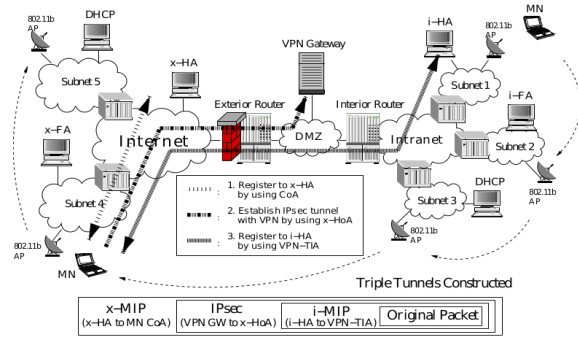 802.11b
AP
DHCP
x-HA
VPN Gateway
i-HA
802.11b
AP
MN
Subnet 5
Subnet 1
i-FA
x-FA
Exterior Router
Interior Router
Internet
DMZ
Intranet
Subnet 2
Subnet 4
1. Register to x-HA
by using CoA
2. Establish IPsec tunnel
with VPN by using x-HoA
3. Register to i-HA
by using VPN-TIA
Subnet 3
DHCP
802.11b
AP
802.11b
AP
MN
802.11b
AP
Triple Tunnels Constructed
x-MIP
(x-HA to MN CoA)
IPsec
(VPN GW to x-HoA)
i-MIP
(i-HA to VPN-TIA)
Original Packet